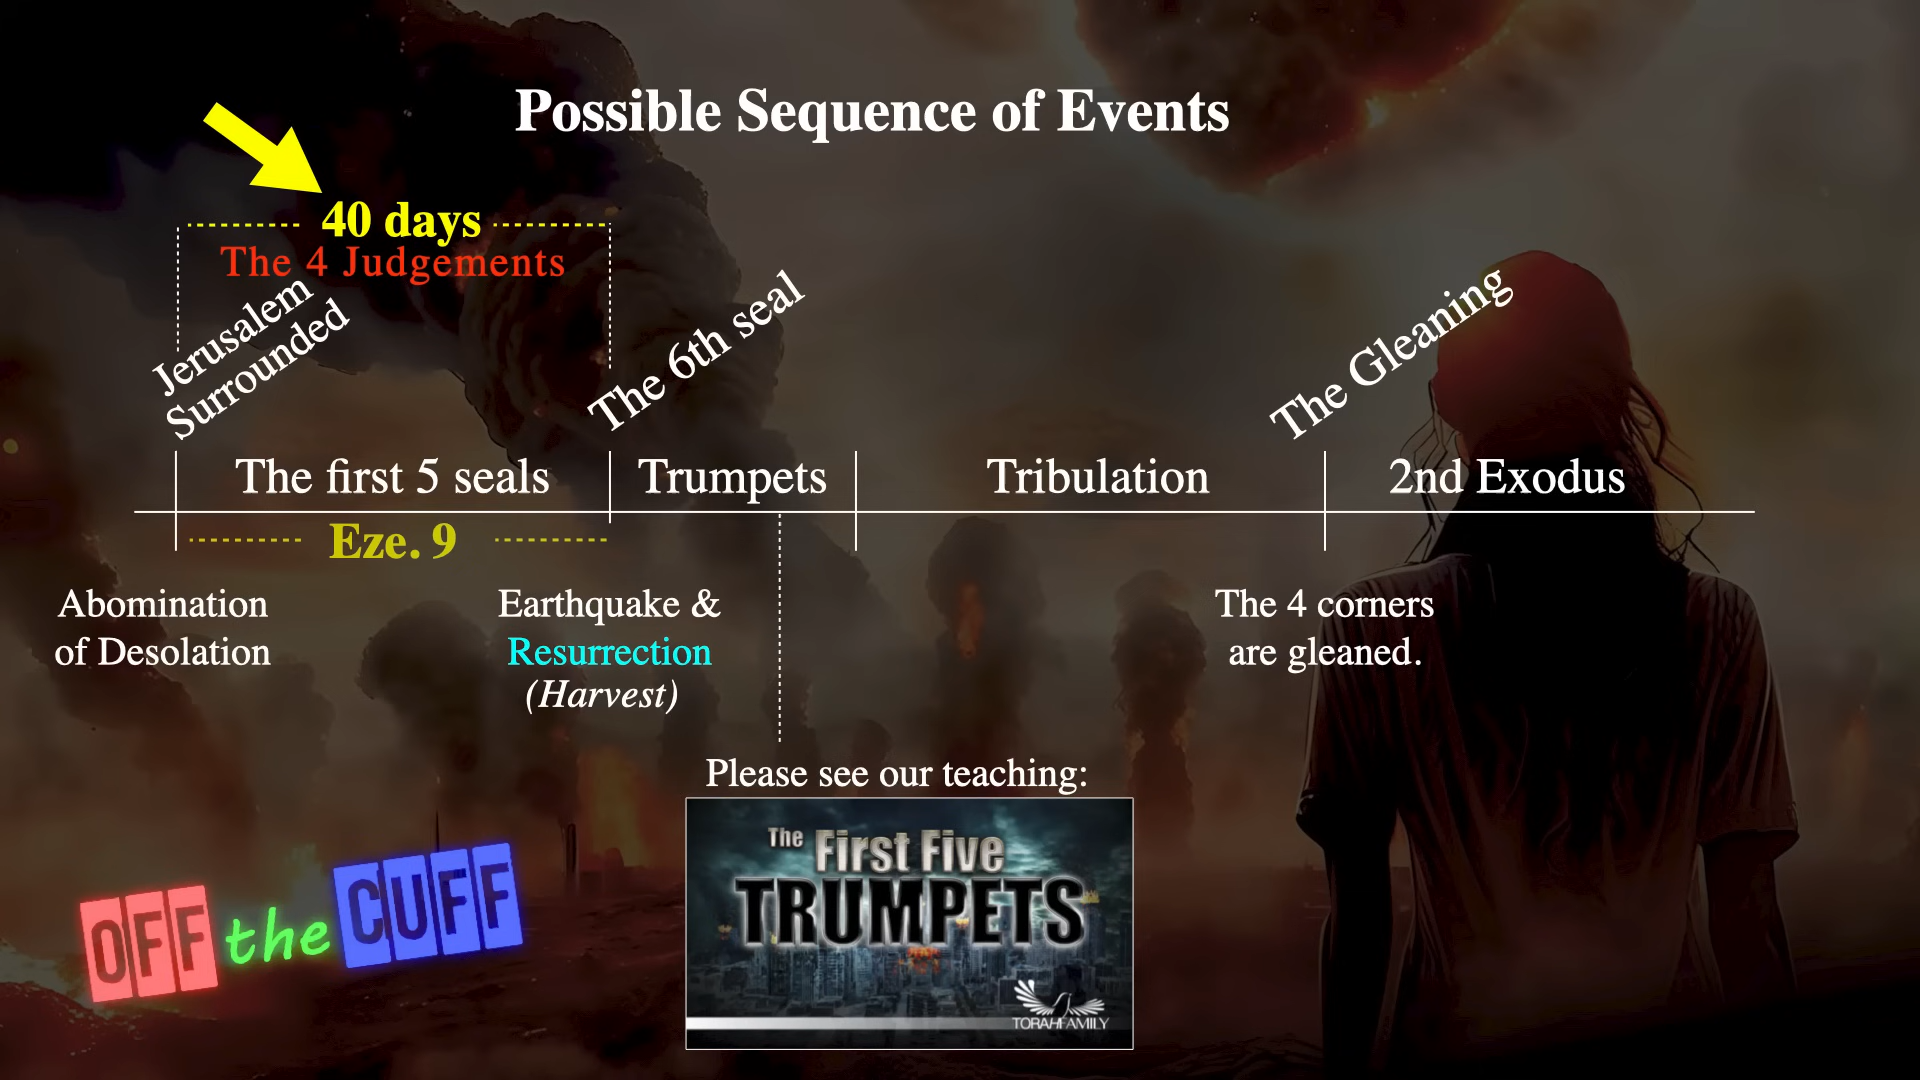 Possible Sequence of Events
40 days
The 4 Judgements
Jerusalem
Surrounded
The 6th seal
The Gleaning
The first 5 seals
Trumpets
Tribulation
2nd Exodus
Eze. 9
Abomination
of Desolation
Earthquake &
Resurrection
(Harvest)
The 4 corners
are gleaned.
Please see our teaching:
The First Five
TRUMPETS
TORAHFAMILY
OFF the CUFF